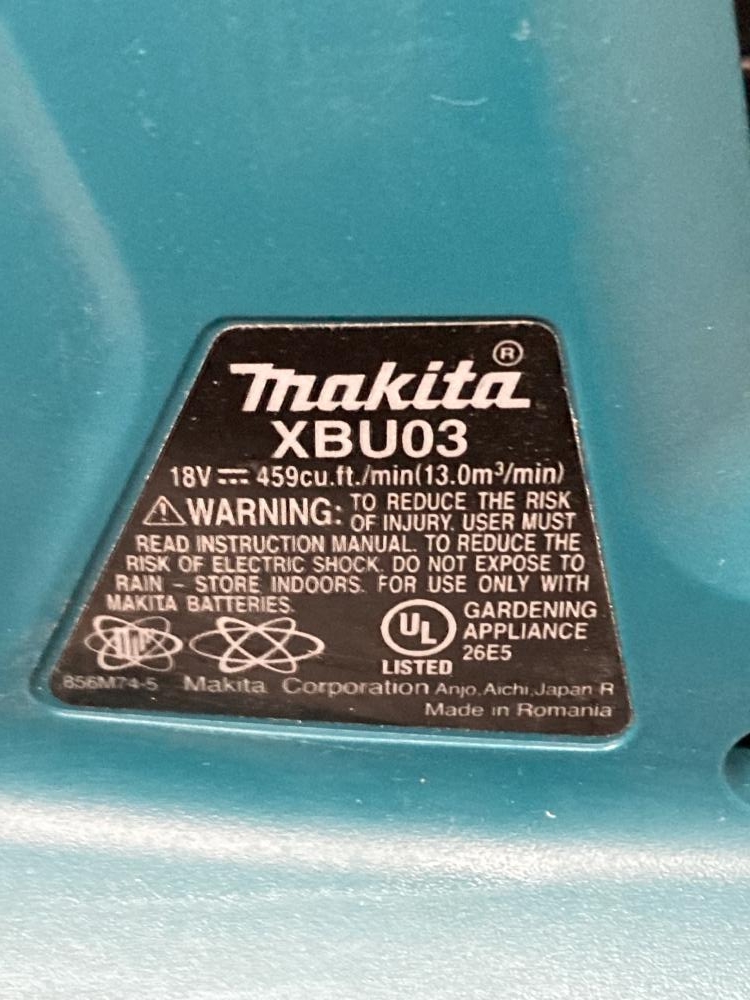 makita®
XBU03
18V ⎓ 459cu.ft./min(13.0m³/min)
⚠WARNING: TO REDUCE THE RISK
OF INJURY. USER MUST
READ INSTRUCTION MANUAL. TO REDUCE THE
RISK OF ELECTRIC SHOCK. DO NOT EXPOSE TO
RAIN – STORE INDOORS. FOR USE ONLY WITH
MAKITA BATTERIES.
UL LISTED
GARDENING
APPLIANCE
26E5
856M74-5 Makita Corporation Anjo, Aichi, Japan R
Made in Romania